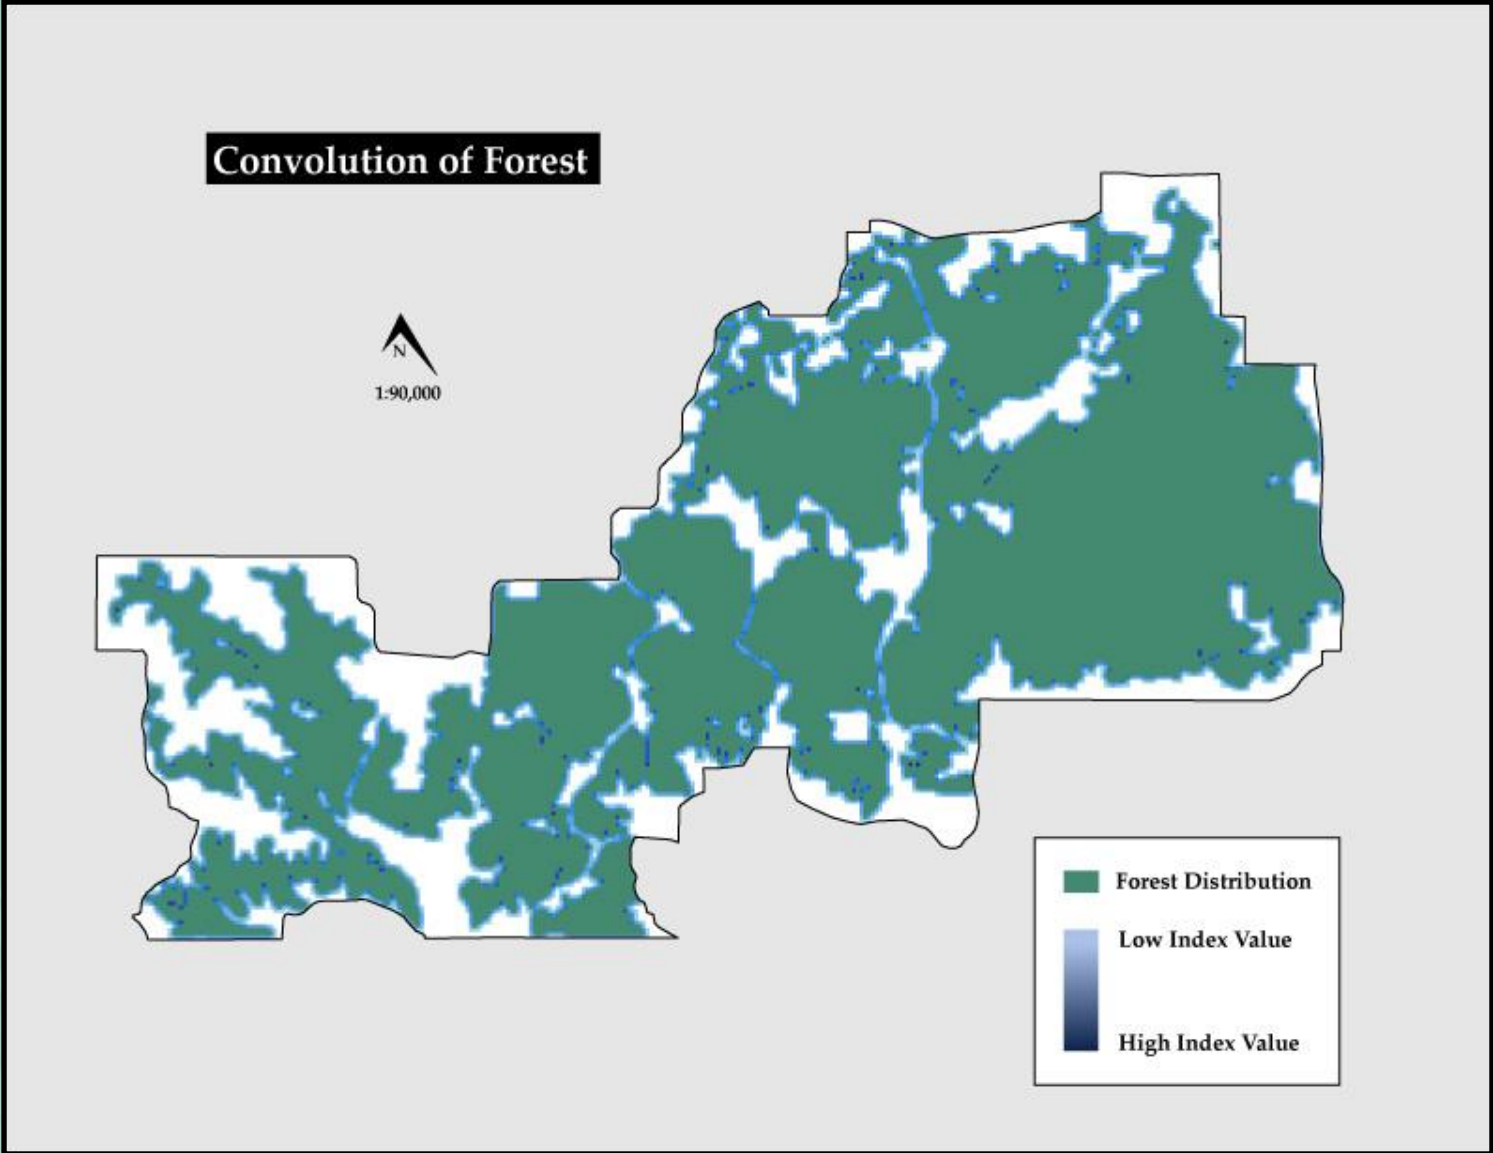 Convolution of Forest
N
1:90,000
Forest Distribution
Low Index Value
High Index Value